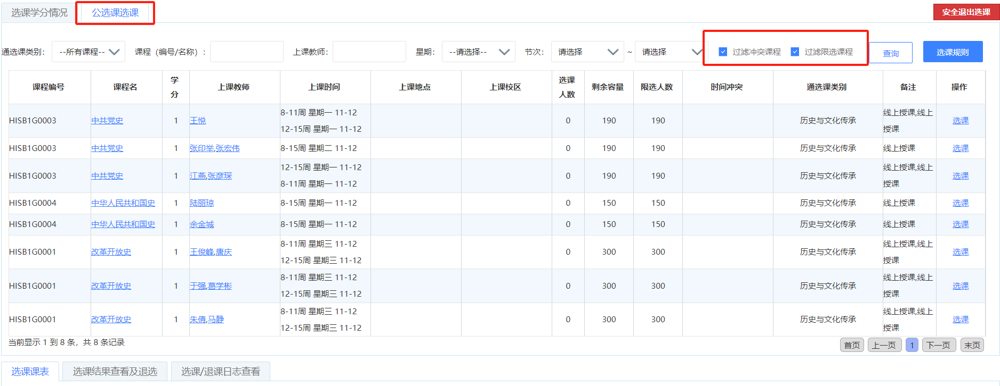 选课学分情况 公选课选课 安全退出选课
通选课类别: --所有课程-- 课程（编号/名称）: 上课教师: 星期: --请选择-- 节次: 请选择 ~ 请选择 过滤冲突课程 过滤限选课程 查询 选课规则
课程编号 课程名 学分 上课教师 上课时间 上课地点 上课校区 选课人数 剩余容量 限选人数 时间冲突 通选课类别 备注 操作
HISB1G0003 中共党史 1 王悦 8-11周 星期一 11-12 12-15周 星期一 11-12 0 190 190 历史与文化传承 线上授课,线上授课 选课
HISB1G0003 中共党史 1 张印举,张宏伟 8-15周 星期二 11-12 0 190 190 历史与文化传承 线上授课 选课
HISB1G0003 中共党史 1 江燕,张彦琛 12-15周 星期一 11-12 8-11周 星期一 11-12 0 190 190 历史与文化传承 线上授课,线上授课 选课
HISB1G0004 中华人民共和国史 1 陆丽琼 8-15周 星期一 11-12 0 150 150 历史与文化传承 线上授课 选课
HISB1G0004 中华人民共和国史 1 余金城 8-15周 星期一 11-12 0 150 150 历史与文化传承 线上授课 选课
HISB1G0001 改革开放史 1 王俊峰,唐庆 8-11周 星期三 11-12 12-15周 星期三 11-12 0 300 300 历史与文化传承 线上授课,线上授课 选课
HISB1G0001 改革开放史 1 于强,葛学彬 8-11周 星期三 11-12 12-15周 星期三 11-12 0 300 300 历史与文化传承 线上授课,线上授课 选课
HISB1G0001 改革开放史 1 朱倩,马静 8-11周 星期三 11-12 12-15周 星期三 11-12 0 300 300 历史与文化传承 线上授课,线上授课 选课
当前显示 1 到 8 条，共 8 条记录 首页 上一页 1 下一页 末页
选课课表 选课结果查看及退选 选课/退课日志查看